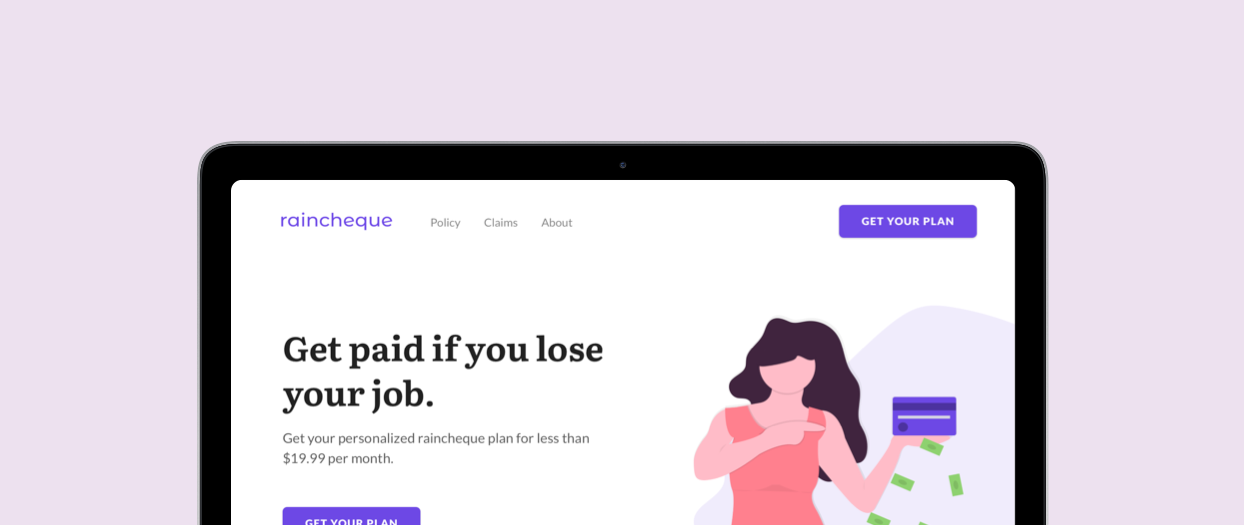 raincheque
Policy
Claims
About
GET YOUR PLAN
Get paid if you lose
your job.
Get your personalized raincheque plan for less than
$19.99 per month.
GET YOUR PLAN